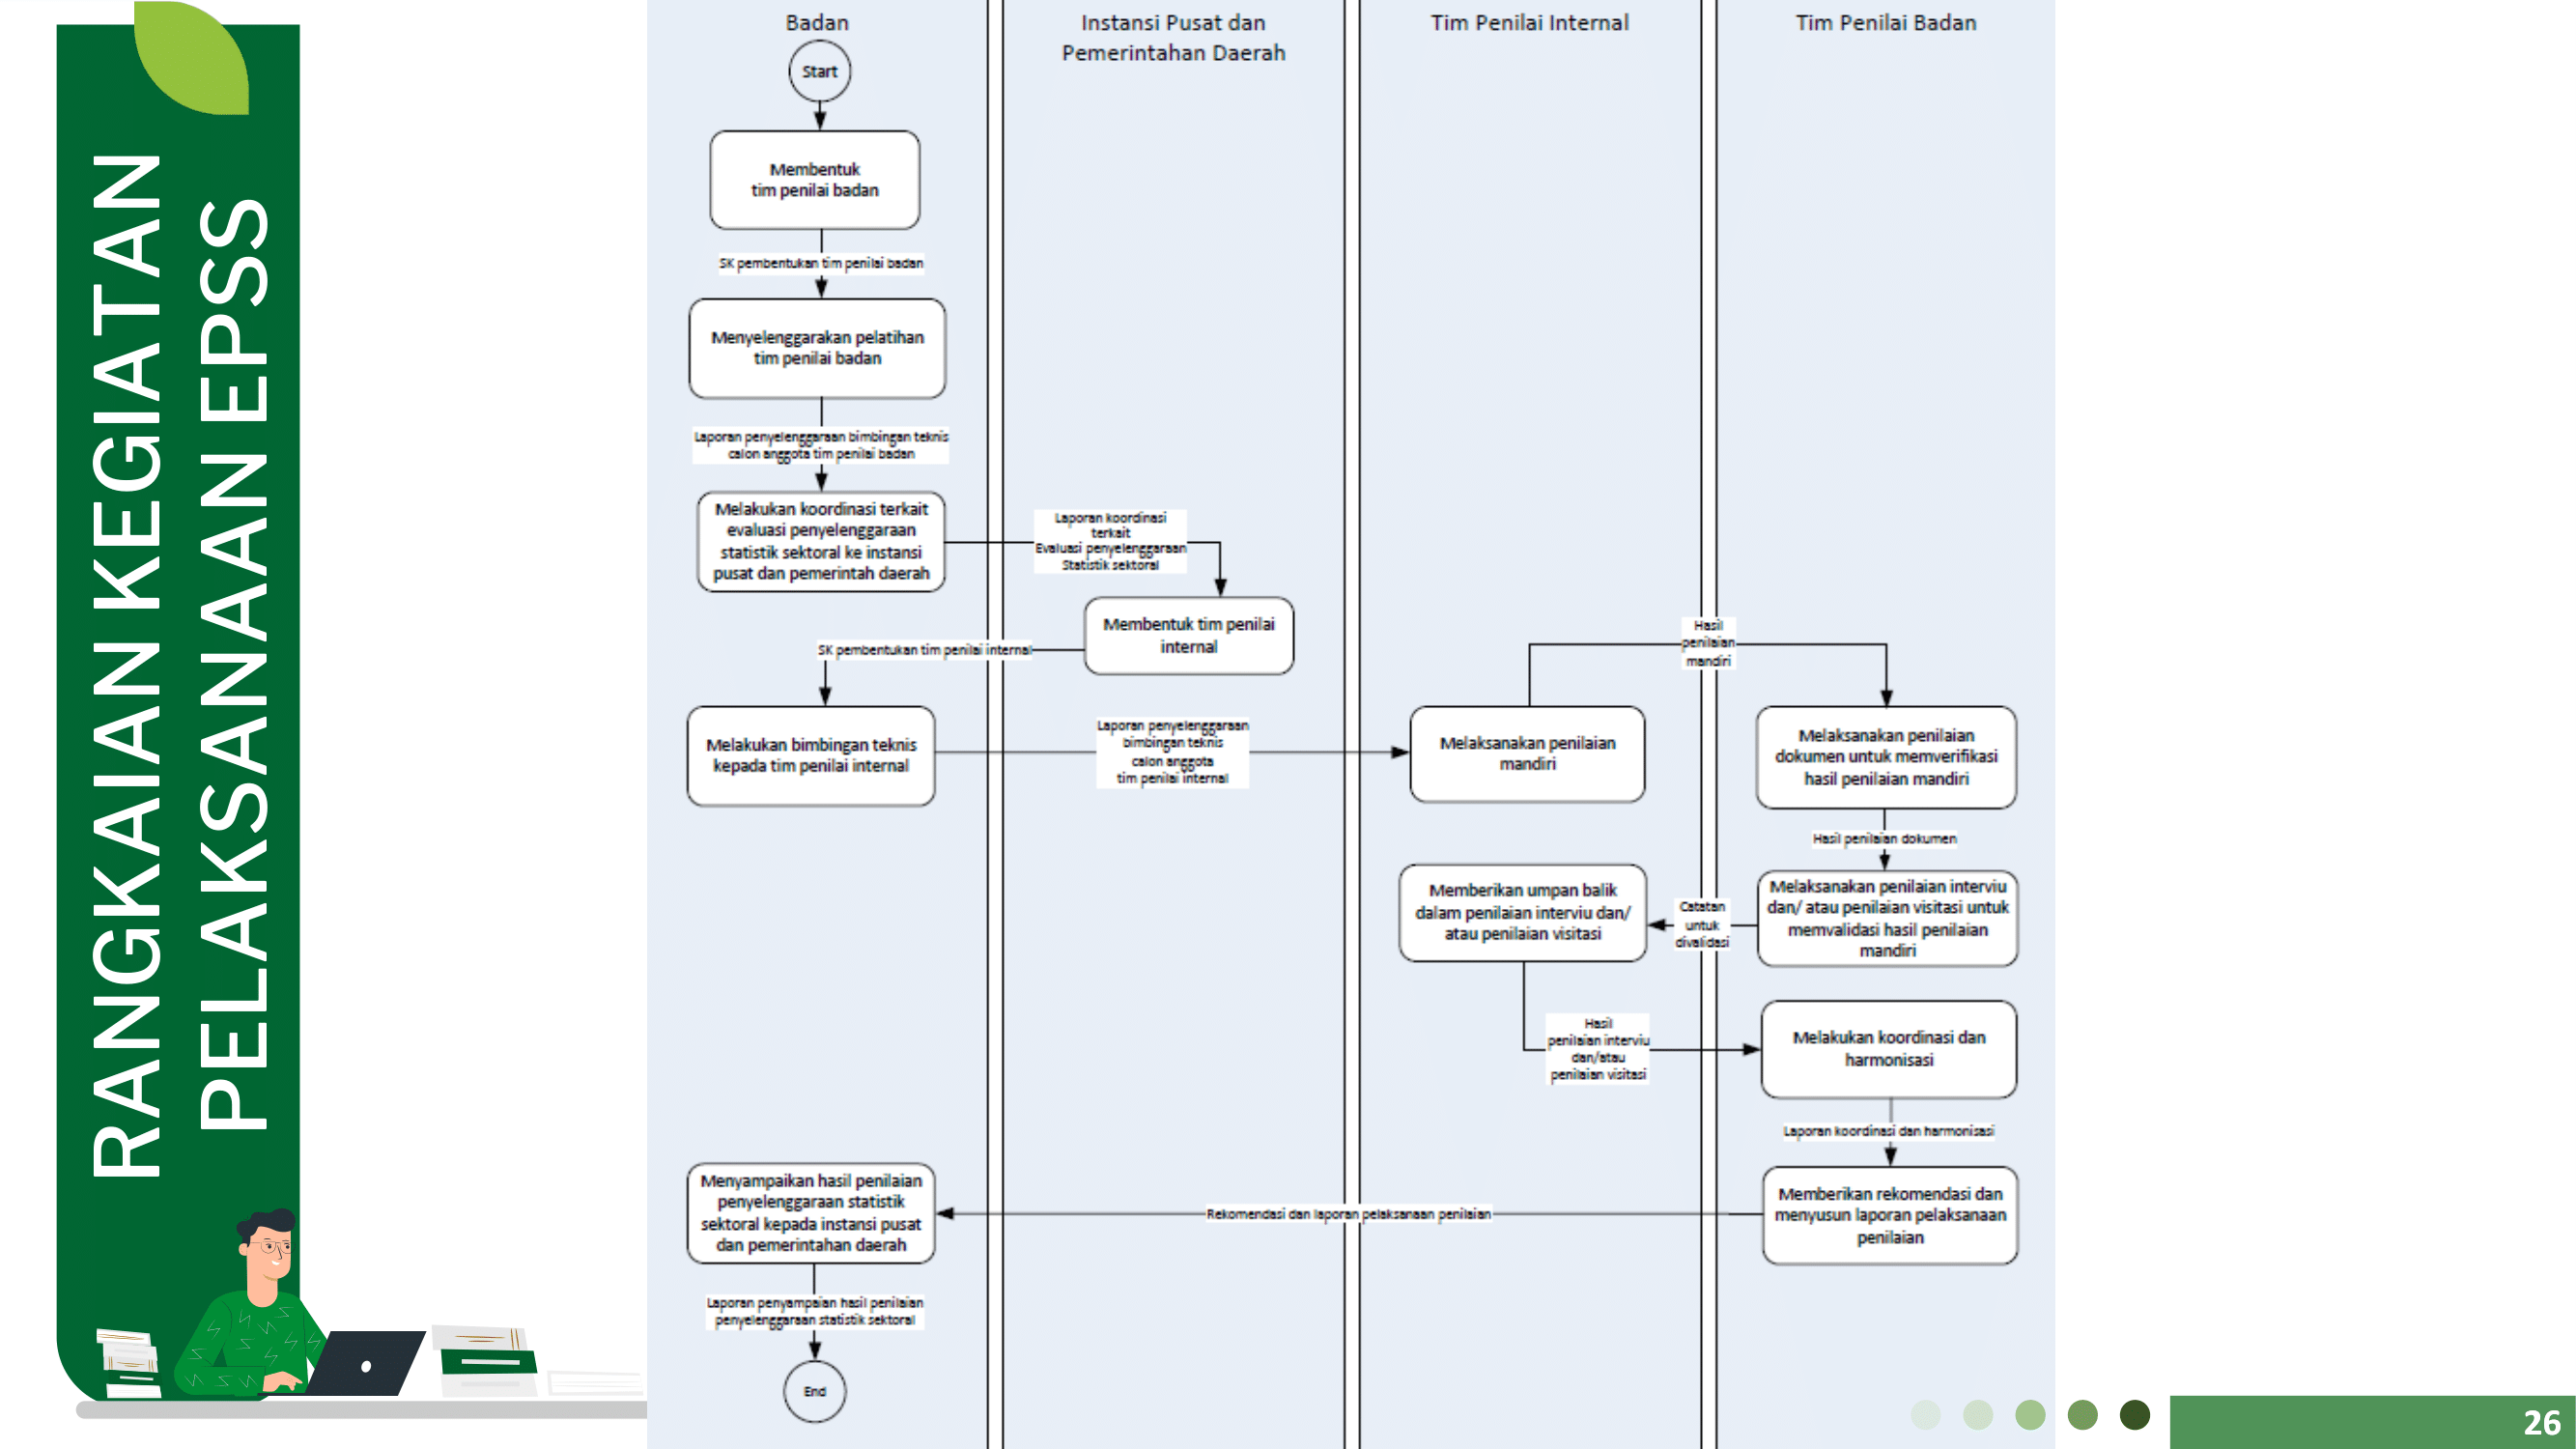 RANGKAIAN KEGIATAN
PELAKSANAAN EPSS
Badan
Instansi Pusat dan
Pemerintahan Daerah
Tim Penilai Internal
Tim Penilai Badan
Start
Membentuk
tim penilai badan
SK pembentukan tim penilai badan
Menyelenggarakan pelatihan
tim penilai badan
Laporan penyelenggaraan bimbingan teknis
calon anggota tim penilai badan
Melakukan koordinasi terkait
evaluasi penyelenggaraan
statistik sektoral ke instansi
pusat dan pemerintah daerah
Laporan koordinasi
terkait
Evaluasi penyelenggaraan
Statistik sektoral
Membentuk tim penilai
internal
SK pembentukan tim penilai internal
Melakukan bimbingan teknis
kepada tim penilai internal
Laporan penyelenggaraan
bimbingan teknis
calon anggota
tim penilai internal
Melaksanakan penilaian
mandiri
Hasil
penilaian
mandiri
Melaksanakan penilaian
dokumen untuk memverifikasi
hasil penilaian mandiri
Hasil penilaian dokumen
Melaksanakan penilaian interviu
dan/ atau penilaian visitasi untuk
memvalidasi hasil penilaian
mandiri
Catatan
untuk
divalidasi
Memberikan umpan balik
dalam penilaian interviu dan/
atau penilaian visitasi
Hasil
penilaian interviu
dan/atau
penilaian visitasi
Melakukan koordinasi dan
harmonisasi
Laporan koordinasi dan harmonisasi
Memberikan rekomendasi dan
menyusun laporan pelaksanaan
penilaian
Rekomendasi dan laporan pelaksanaan penilaian
Menyampaikan hasil penilaian
penyelenggaraan statistik
sektoral kepada instansi pusat
dan pemerintahan daerah
Laporan penyampaian hasil penilaian
penyelenggaraan statistik sektoral
End
26